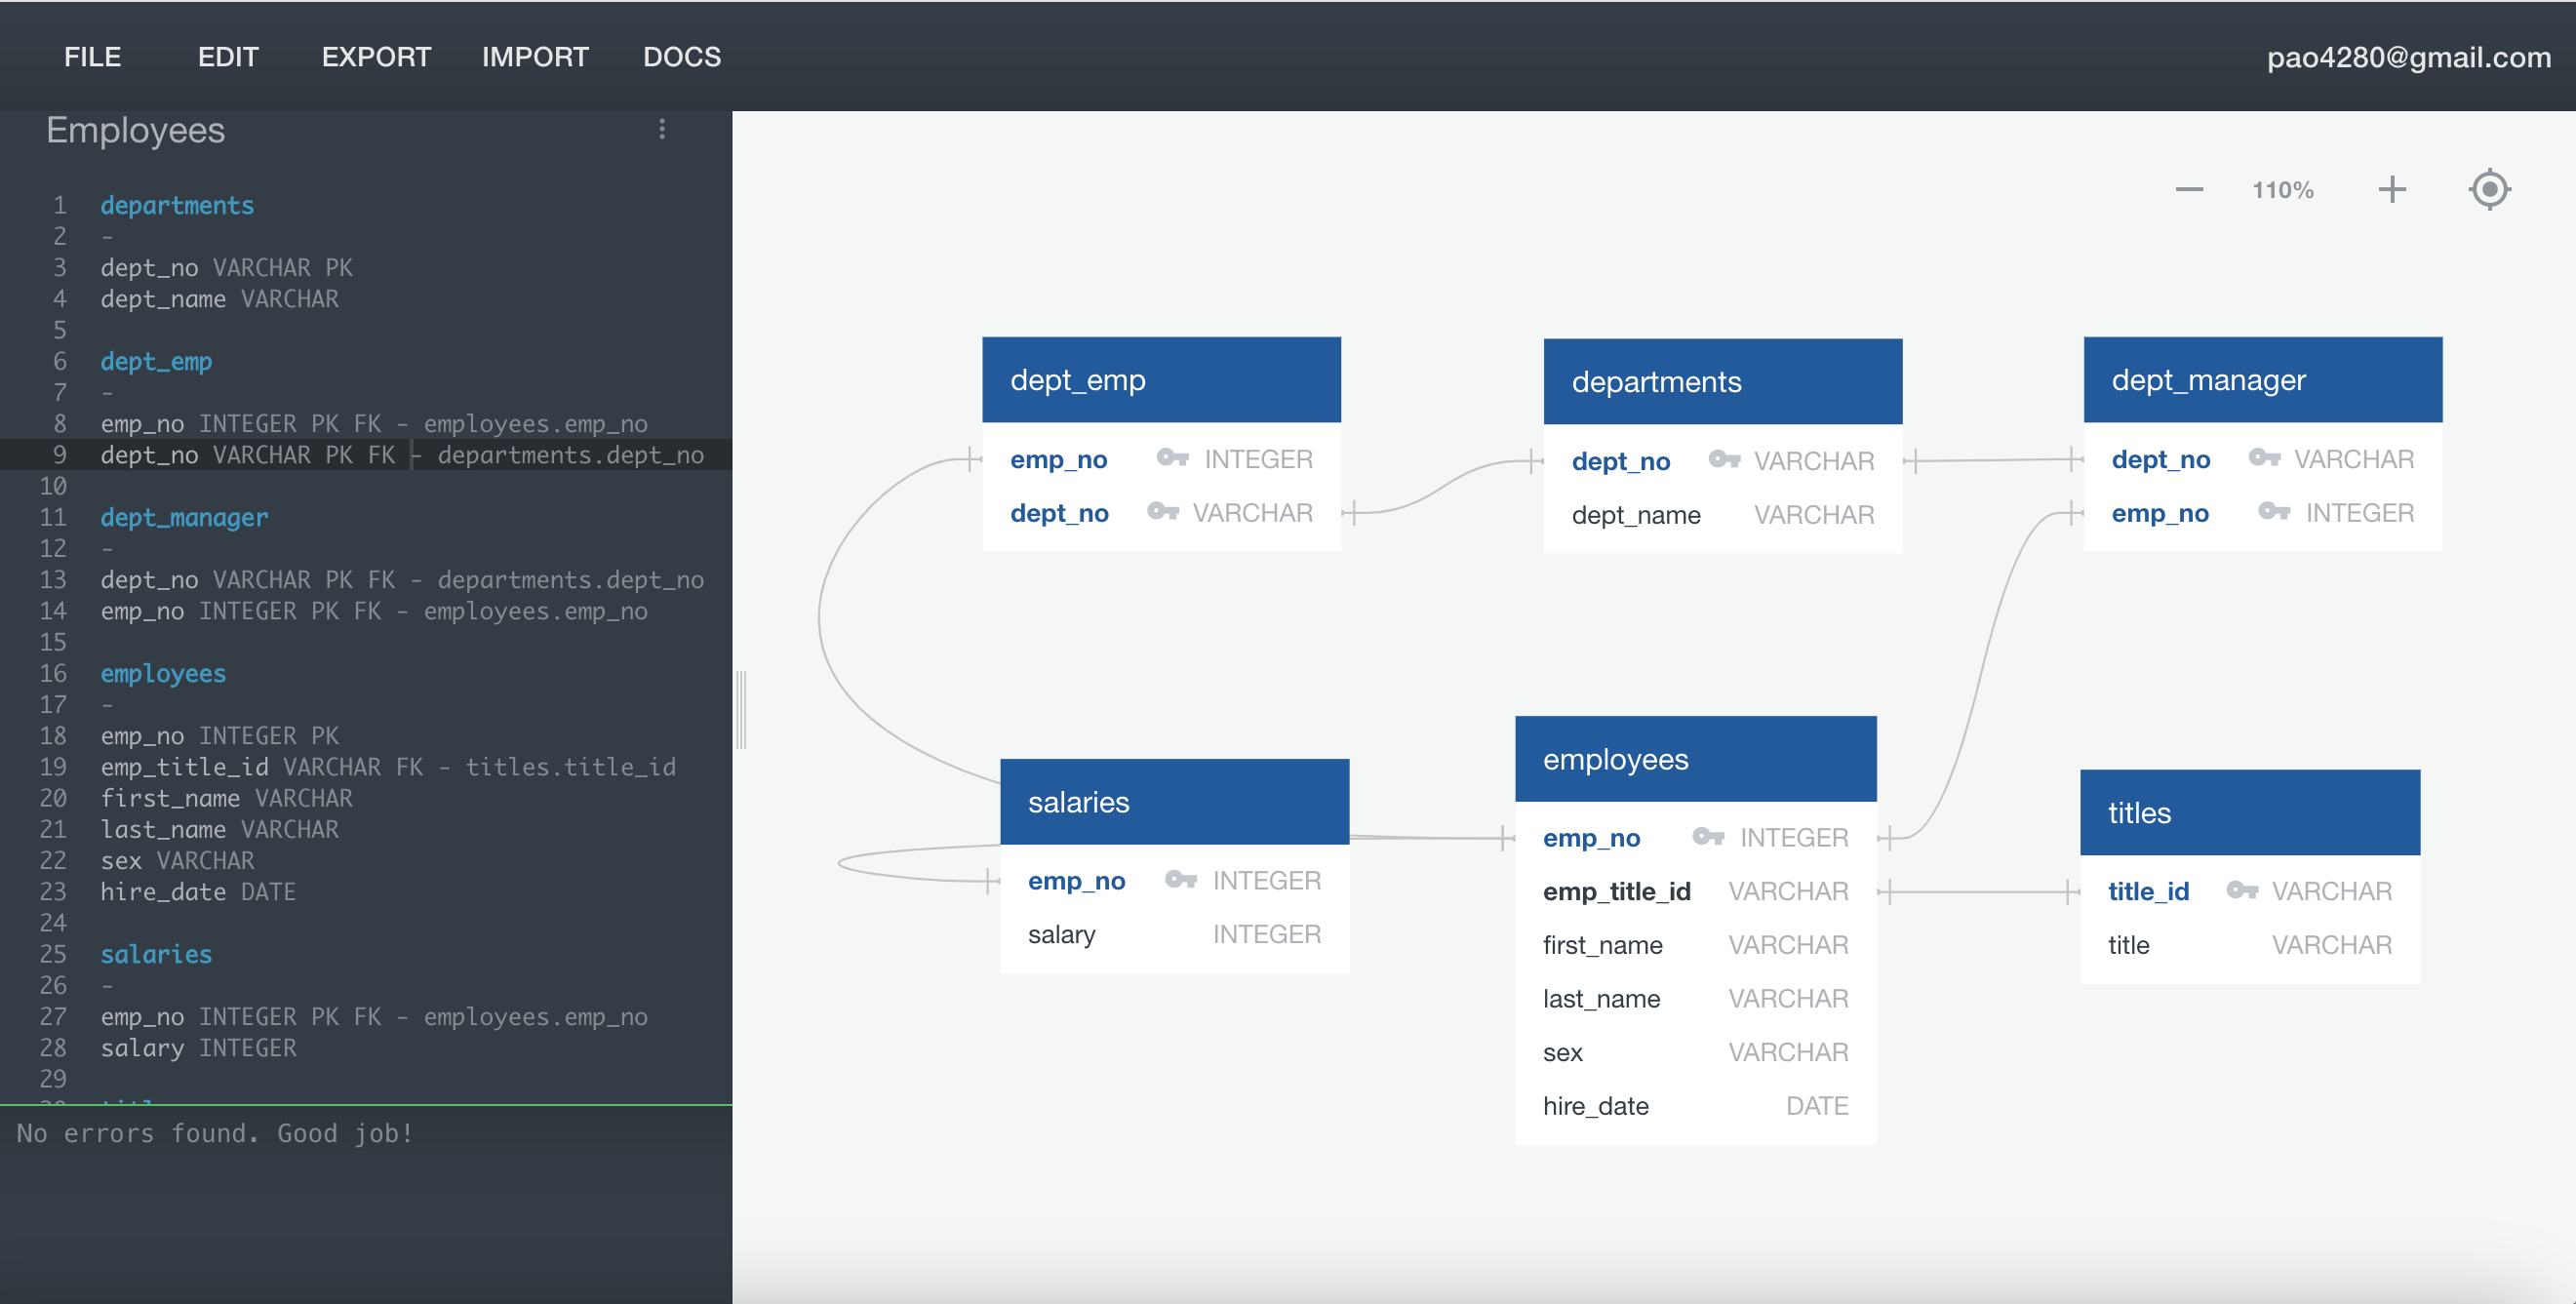 FILE EDIT EXPORT IMPORT DOCS pao4280@gmail.com
Employees
1 departments
2 -
3 dept_no VARCHAR PK
4 dept_name VARCHAR
5
6 dept_emp
7 -
8 emp_no INTEGER PK FK - employees.emp_no
9 dept_no VARCHAR PK FK - departments.dept_no
10
11 dept_manager
12 -
13 dept_no VARCHAR PK FK - departments.dept_no
14 emp_no INTEGER PK FK - employees.emp_no
15
16 employees
17 -
18 emp_no INTEGER PK
19 emp_title_id VARCHAR FK - titles.title_id
20 first_name VARCHAR
21 last_name VARCHAR
22 sex VARCHAR
23 hire_date DATE
24
25 salaries
26 -
27 emp_no INTEGER PK FK - employees.emp_no
28 salary INTEGER
29
No errors found. Good job!
110%
dept_emp
emp_no INTEGER
dept_no VARCHAR
departments
dept_no VARCHAR
dept_name VARCHAR
dept_manager
dept_no VARCHAR
emp_no INTEGER
salaries
emp_no INTEGER
salary INTEGER
employees
emp_no INTEGER
emp_title_id VARCHAR
first_name VARCHAR
last_name VARCHAR
sex VARCHAR
hire_date DATE
titles
title_id VARCHAR
title VARCHAR